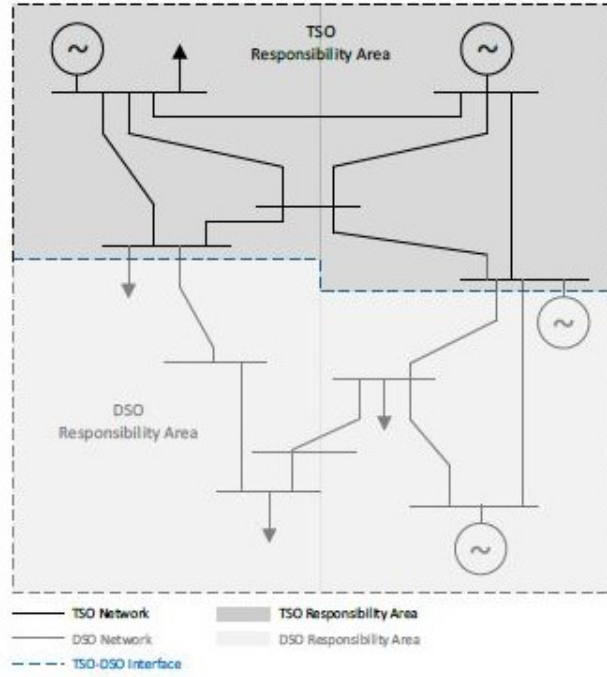 TSO
Responsibility Area
~
~
~
DSO
Responsibility Area
~
TSO Network
TSO Responsibility Area
DSO Network
DSO Responsibility Area
TSO-DSO Interface